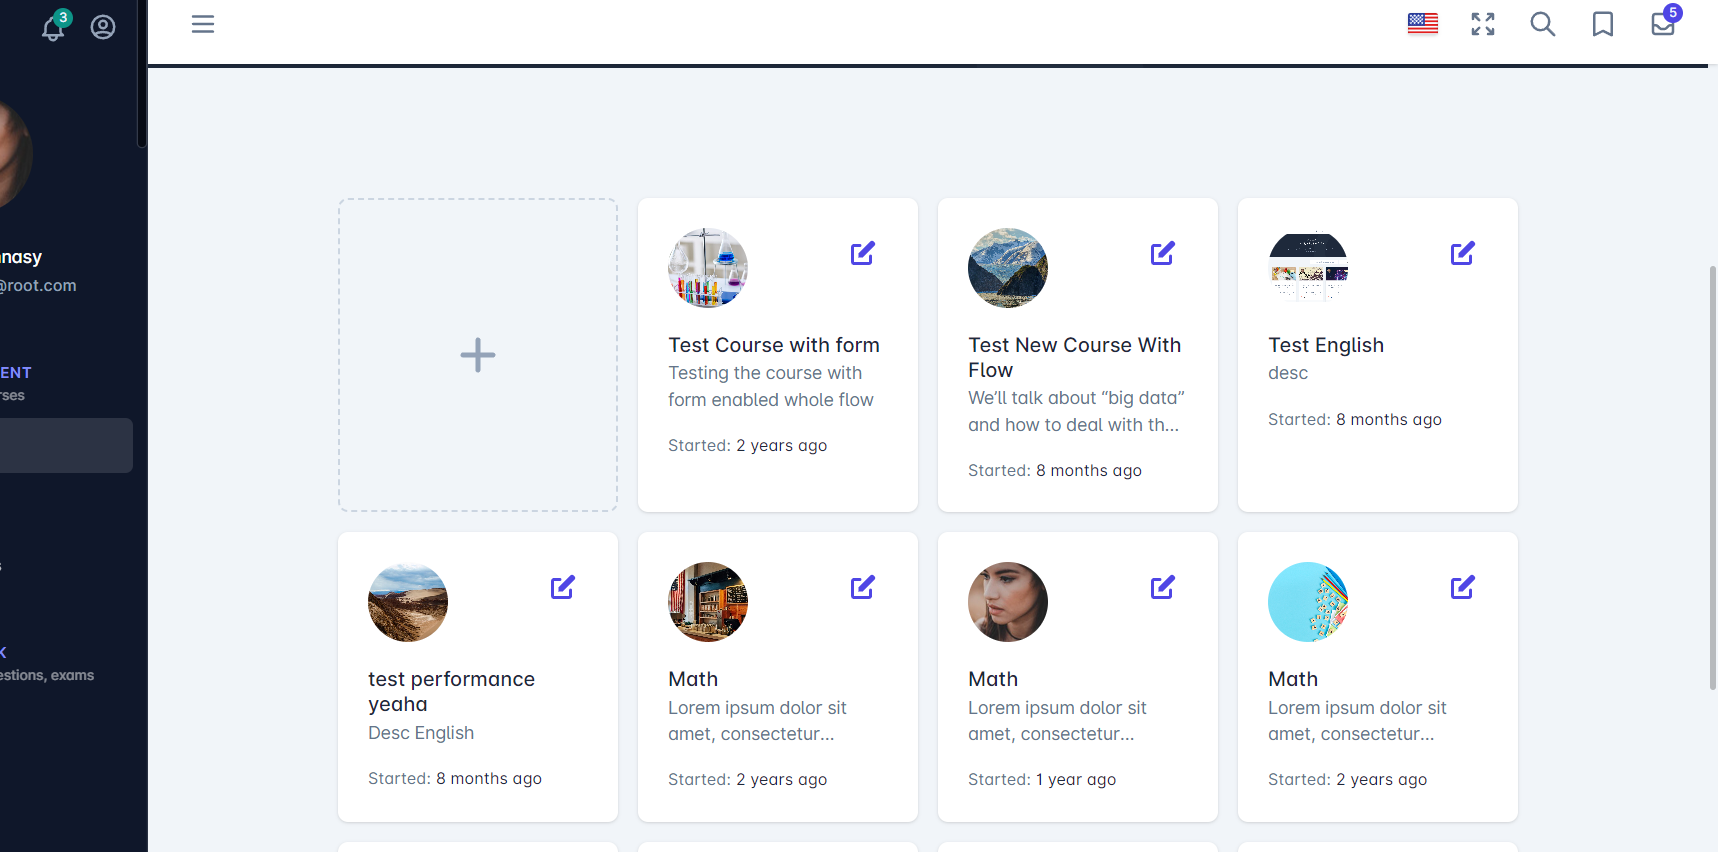 3
5
@root.com
Test Course with form
Testing the course with
form enabled whole flow
Started: 2 years ago
Test New Course With
Flow
We'll talk about “big data”
and how to deal with th...
Started: 8 months ago
Test English
desc
Started: 8 months ago
test performance
yeaha
Desc English
Started: 8 months ago
Math
Lorem ipsum dolor sit
amet, consectetur...
Started: 2 years ago
Math
Lorem ipsum dolor sit
amet, consectetur...
Started: 1 year ago
Math
Lorem ipsum dolor sit
amet, consectetur...
Started: 2 years ago
exams